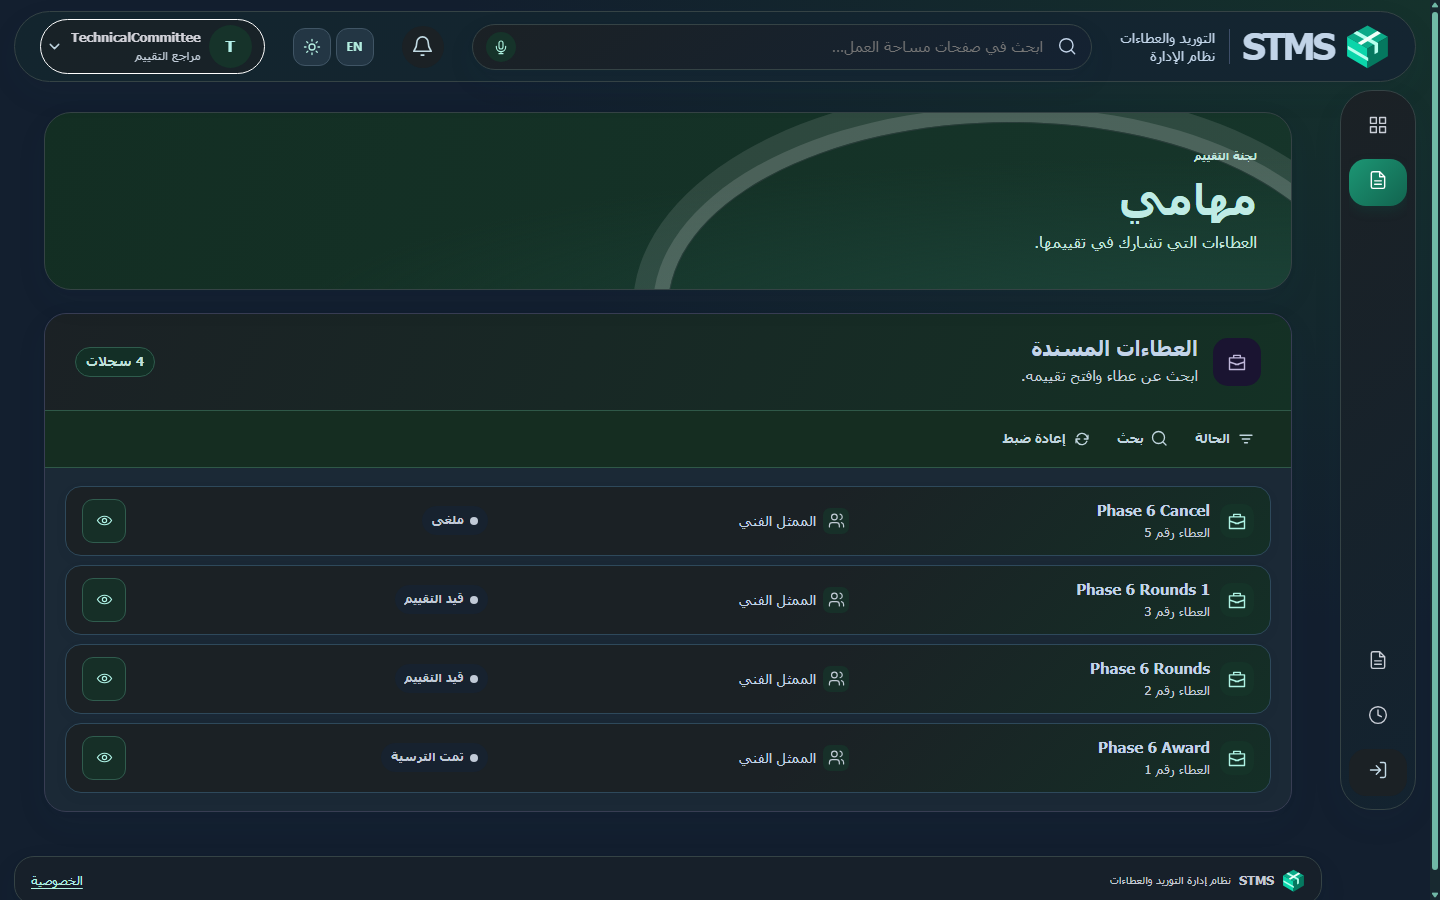 STMS
التوريد والعطاءات
نظام الإدارة
ابحث في صفحات مساحة العمل...
EN
T
TechnicalCommittee
مراجع التقييم
لجنة التقييم
مهامي
العطاءات التي تشارك في تقييمها.
العطاءات المسندة
ابحث عن عطاء وافتح تقييمه.
4 سجلات
الحالة
بحث
إعادة ضبط
Phase 6 Cancel
العطاء رقم 5
الممثل الفني
ملغى
Phase 6 Rounds 1
العطاء رقم 3
الممثل الفني
قيد التقييم
Phase 6 Rounds
العطاء رقم 2
الممثل الفني
قيد التقييم
Phase 6 Award
العطاء رقم 1
الممثل الفني
تمت الترسية
STMS
نظام إدارة التوريد والعطاءات
الخصوصية